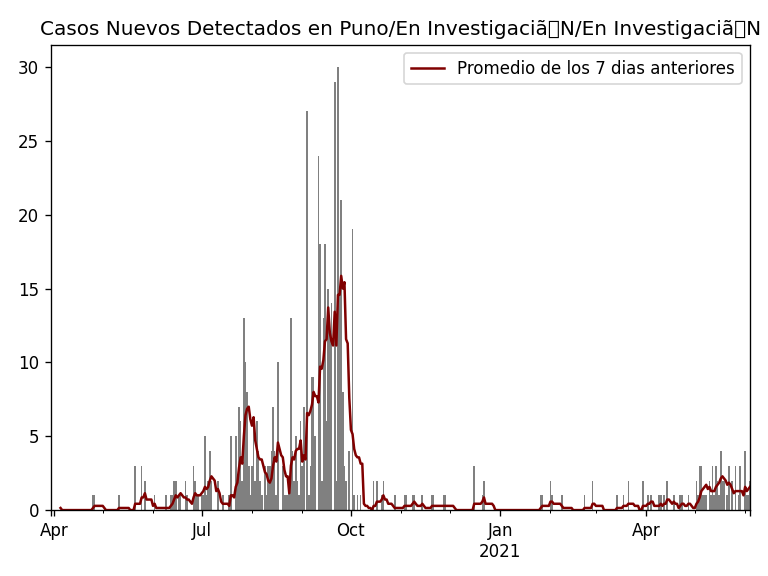 Casos Nuevos Detectados en Puno/En Investigaciã▯N/En Investigaciã▯N
Promedio de los 7 dias anteriores
30
25
20
15
10
5
0
Apr Jul Oct Jan Apr
2021